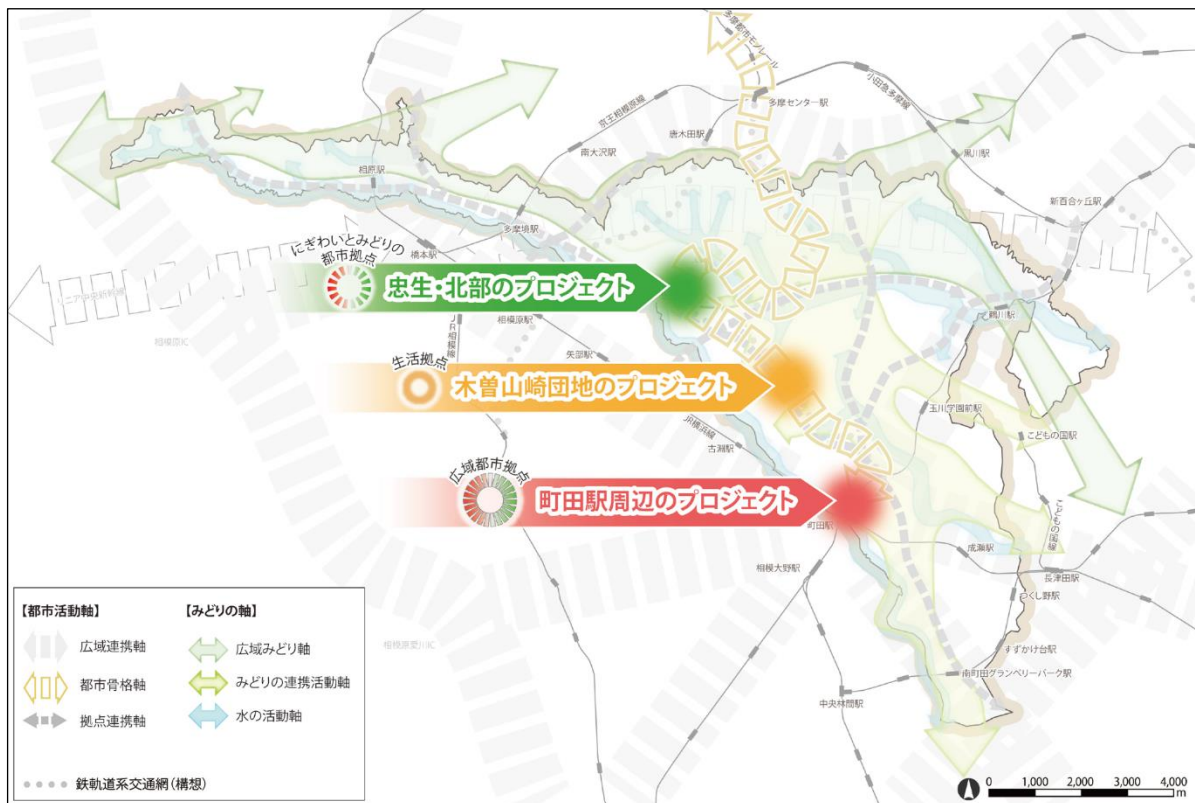 多摩都市モノレール
小田急多摩線
多摩センター駅
京王相模原線
唐木田駅
南大沢駅
黒川駅
相原駅
新百合ヶ丘駅
多摩境駅
橋本駅
にぎわいとみどりの
都市拠点
忠生・北部のプロジェクト
リニア中央新幹線
鶴川駅
相模原駅
JR相模線
相模原IC
矢部駅
生活拠点
木曽山崎団地のプロジェクト
玉川学園前駅
JR横浜線
古淵駅
こどもの国駅
広域都市拠点
町田駅周辺のプロジェクト
こどもの国線
町田駅
成瀬駅
相模大野駅
長津田駅
つくし野駅
【都市活動軸】
【みどりの軸】
広域連携軸
広域みどり軸
相模原愛川IC
すずかけ台駅
都市骨格軸
みどりの連携活動軸
南町田グランベリーパーク駅
中央林間駅
拠点連携軸
水の活動軸
鉄軌道系交通網(構想)
0 1,000 2,000 3,000 4,000
m